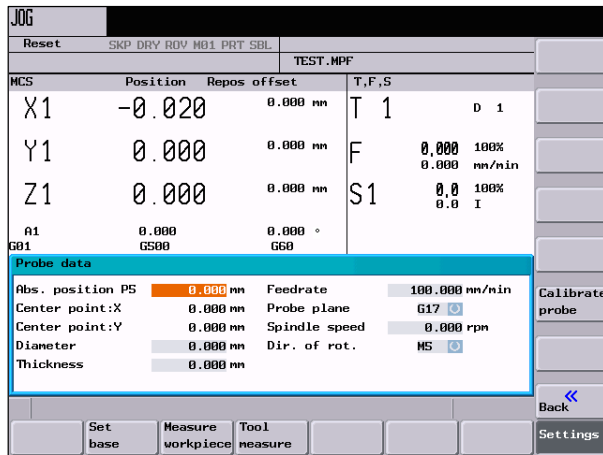 JOG
Reset SKP DRY ROV M01 PRT SBL
TEST.MPF
MCS Position Repos offset T,F,S
X1 -0.020 0.000 mm T 1 D 1
Y1 0.000 0.000 mm F 0,000 100%
0.000 mm/min
Z1 0.000 0.000 mm S1 0,0 100%
0.0 I
A1 0.000 0.000 °
G01 G500 G60
Probe data
Abs. position P5 0.000 mm Feedrate 100.000 mm/min
Center point:X 0.000 mm Probe plane G17
Center point:Y 0.000 mm Spindle speed 0.000 rpm
Diameter 0.000 mm Dir. of rot. M5
Thickness 0.000 mm
Calibrate
probe
Back
Settings
Set
base
Measure
workpiece
Tool
measure